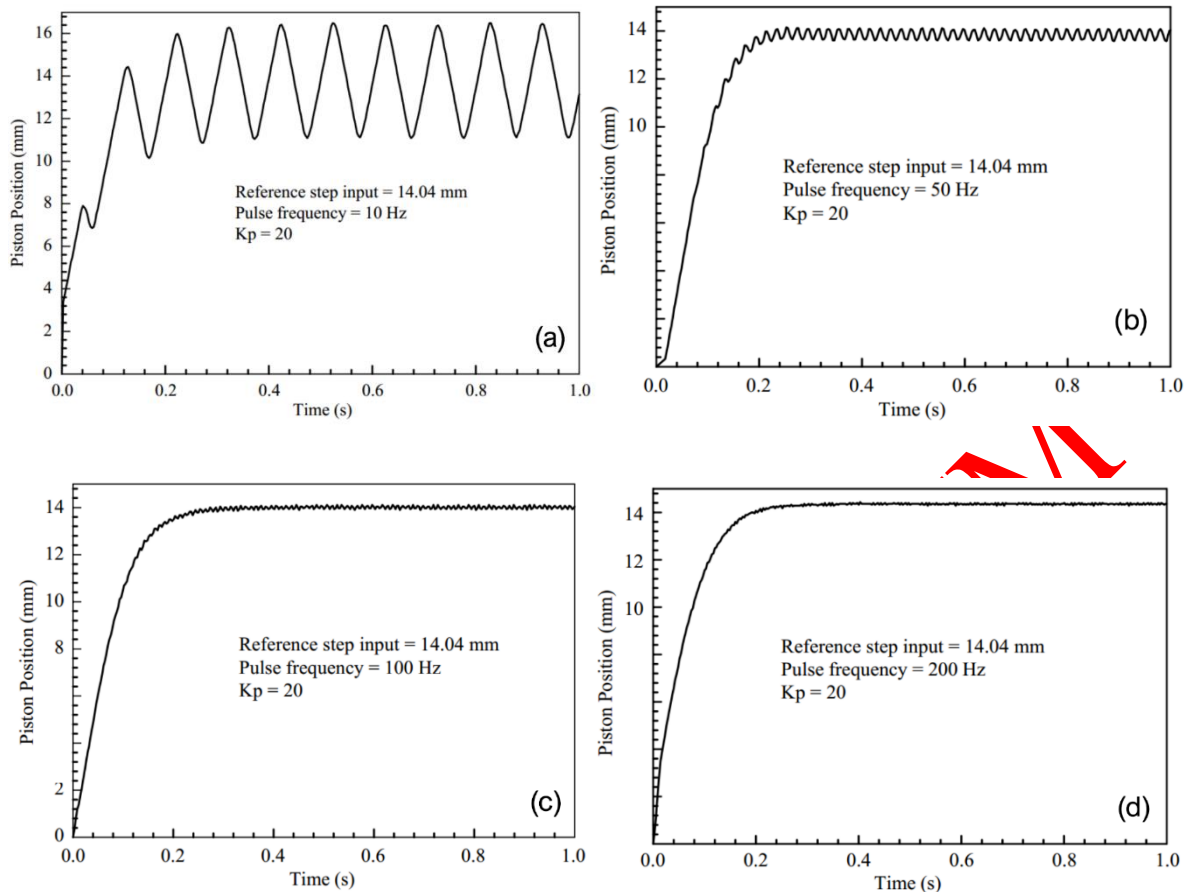 16
14
12
10
8
6
4
2
0
Piston Position (mm)
Reference step input = 14.04 mm
Pulse frequency = 10 Hz
Kp = 20
(a)
0.0 0.2 0.4 0.6 0.8 1.0
Time (s)
14
12
10
Piston Position (mm)
Reference step input = 14.04 mm
Pulse frequency = 50 Hz
Kp = 20
(b)
0.0 0.2 0.4 0.6 0.8 1.0
Time (s)
14
12
10
8
2
0
Piston Position (mm)
Reference step input = 14.04 mm
Pulse frequency = 100 Hz
Kp = 20
(c)
0.0 0.2 0.4 0.6 0.8 1.0
Time (s)
14
12
10
Piston Position (mm)
Reference step input = 14.04 mm
Pulse frequency = 200 Hz
Kp = 20
(d)
0.0 0.2 0.4 0.6 0.8 1.0
Time (s)